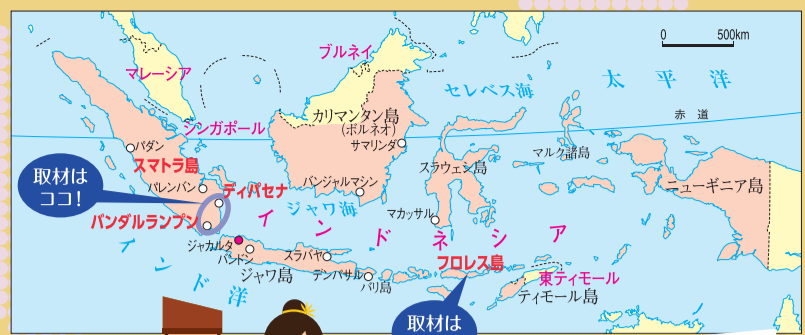 0 500km
ブルネイ
マレーシア
セレベス海
太平洋
カリマンタン島
(ボルネオ)
シンガポール
赤道
サマリンダ
パダン
スマトラ島
マルク諸島
スラウェシ島
取材は
ココ!
パレンバン
ディパセナ
バンジャルマシン
ニューギニア島
ジャワ海
マカッサル
バンダルランプン
インドネシア
ジャカルタ
バンドン
スラバヤ
ジャワ島
デンパサル
バリ島
フロレス島
東ティモール
ティモール島
インド洋
取材は